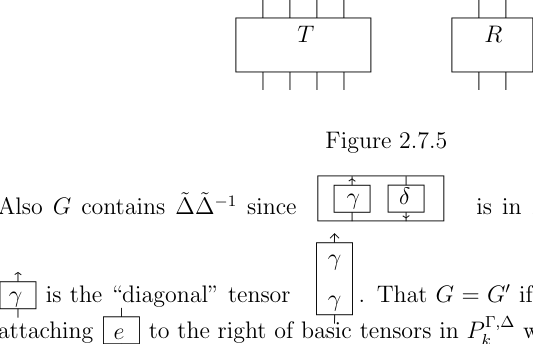 T R
Figure 2.7.5
Also G contains Δ̃Δ̃⁻¹ since γ δ is in
γ
γ is the “diagonal” tensor γ . That G = G′ if
attaching e to the right of basic tensors in P_k^{Γ,Δ} w